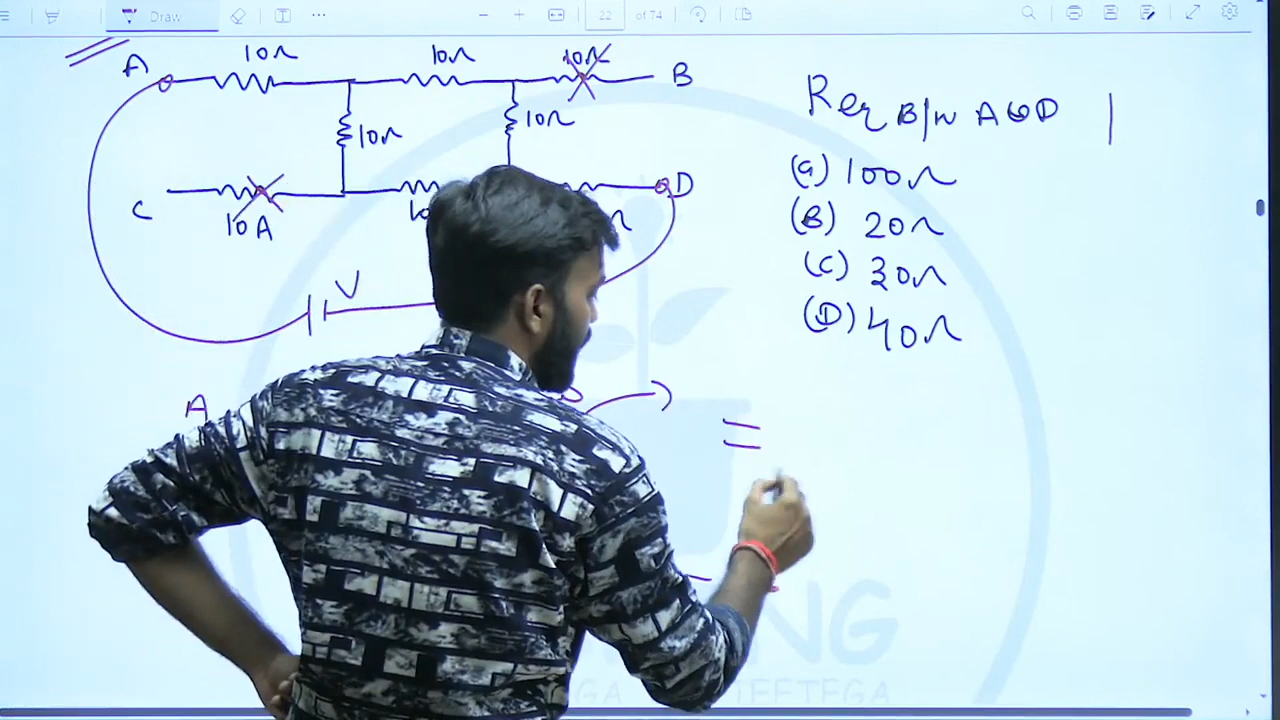 Draw
22 of 74
A 10Ω 10Ω 10Ω B
10Ω 10Ω
C 10A D
V
A
=
Req B/w A & D
(a) 100Ω
(B) 20Ω
(C) 30Ω
(D) 40Ω